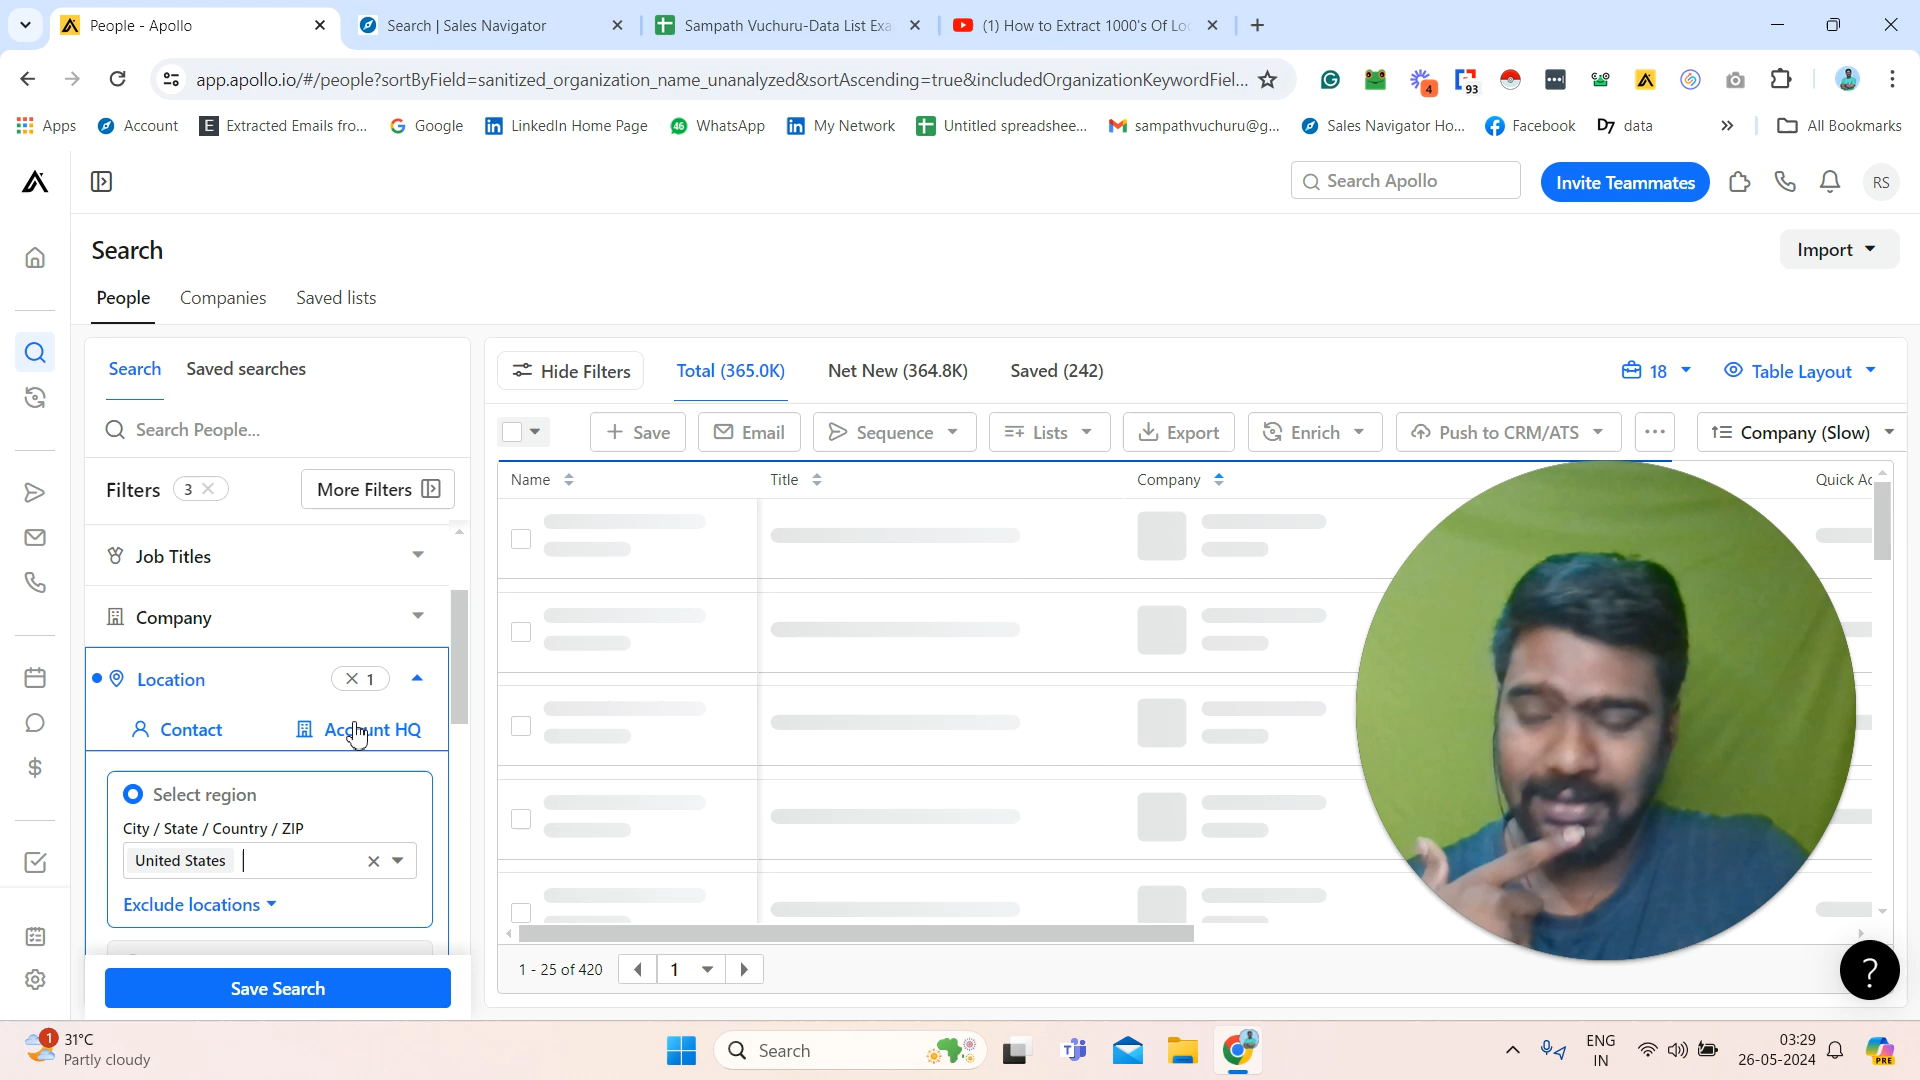 People - Apollo
Search | Sales Navigator
Sampath Vuchuru-Data List Exa
(1) How to Extract 1000's Of Loc
app.apollo.io/#/people?sortByField=sanitized_organization_name_unanalyzed&sortAscending=true&includedOrganizationKeywordFiel...
4
93
Apps
Account
E
Extracted Emails fro...
Google
LinkedIn Home Page
46
WhatsApp
My Network
Untitled spreadshee...
sampathvuchuru@g...
Sales Navigator Ho...
Facebook
D7 data
All Bookmarks
Search Apollo
Invite Teammates
RS
Search
Import
People
Companies
Saved lists
Search
Saved searches
Hide Filters
Total (365.0K)
Net New (364.8K)
Saved (242)
18
Table Layout
Search People...
Save
Email
Sequence
Lists
Export
Enrich
Push to CRM/ATS
Company (Slow)
Filters
3
More Filters
Name
Title
Company
Quick Ac
Job Titles
Company
Location
1
Contact
Account HQ
Select region
City / State / Country / ZIP
United States
Exclude locations
Save Search
1 - 25 of 420
1
?
1
31°C
Partly cloudy
Search
ENG
IN
03:29
26-05-2024
PRE